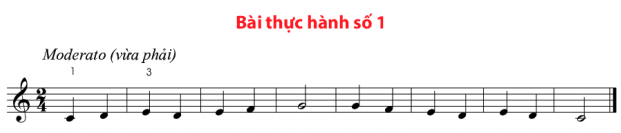 Bài thực hành số 1
Moderato (vừa phải)
1 3
2
4